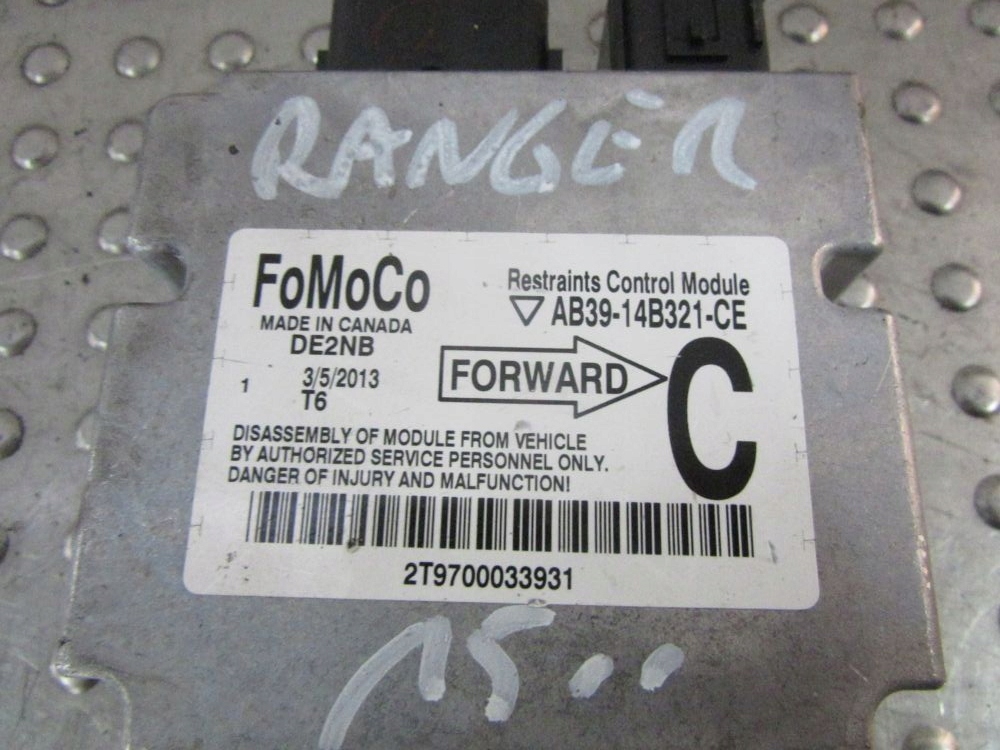 RANGER
FoMoCo
MADE IN CANADA
DE2NB
3/5/2013
1
T6
Restraints Control Module
▽ AB39-14B321-CE
FORWARD
C
DISASSEMBLY OF MODULE FROM VEHICLE
BY AUTHORIZED SERVICE PERSONNEL ONLY.
DANGER OF INJURY AND MALFUNCTION!
2T9700033931
15..